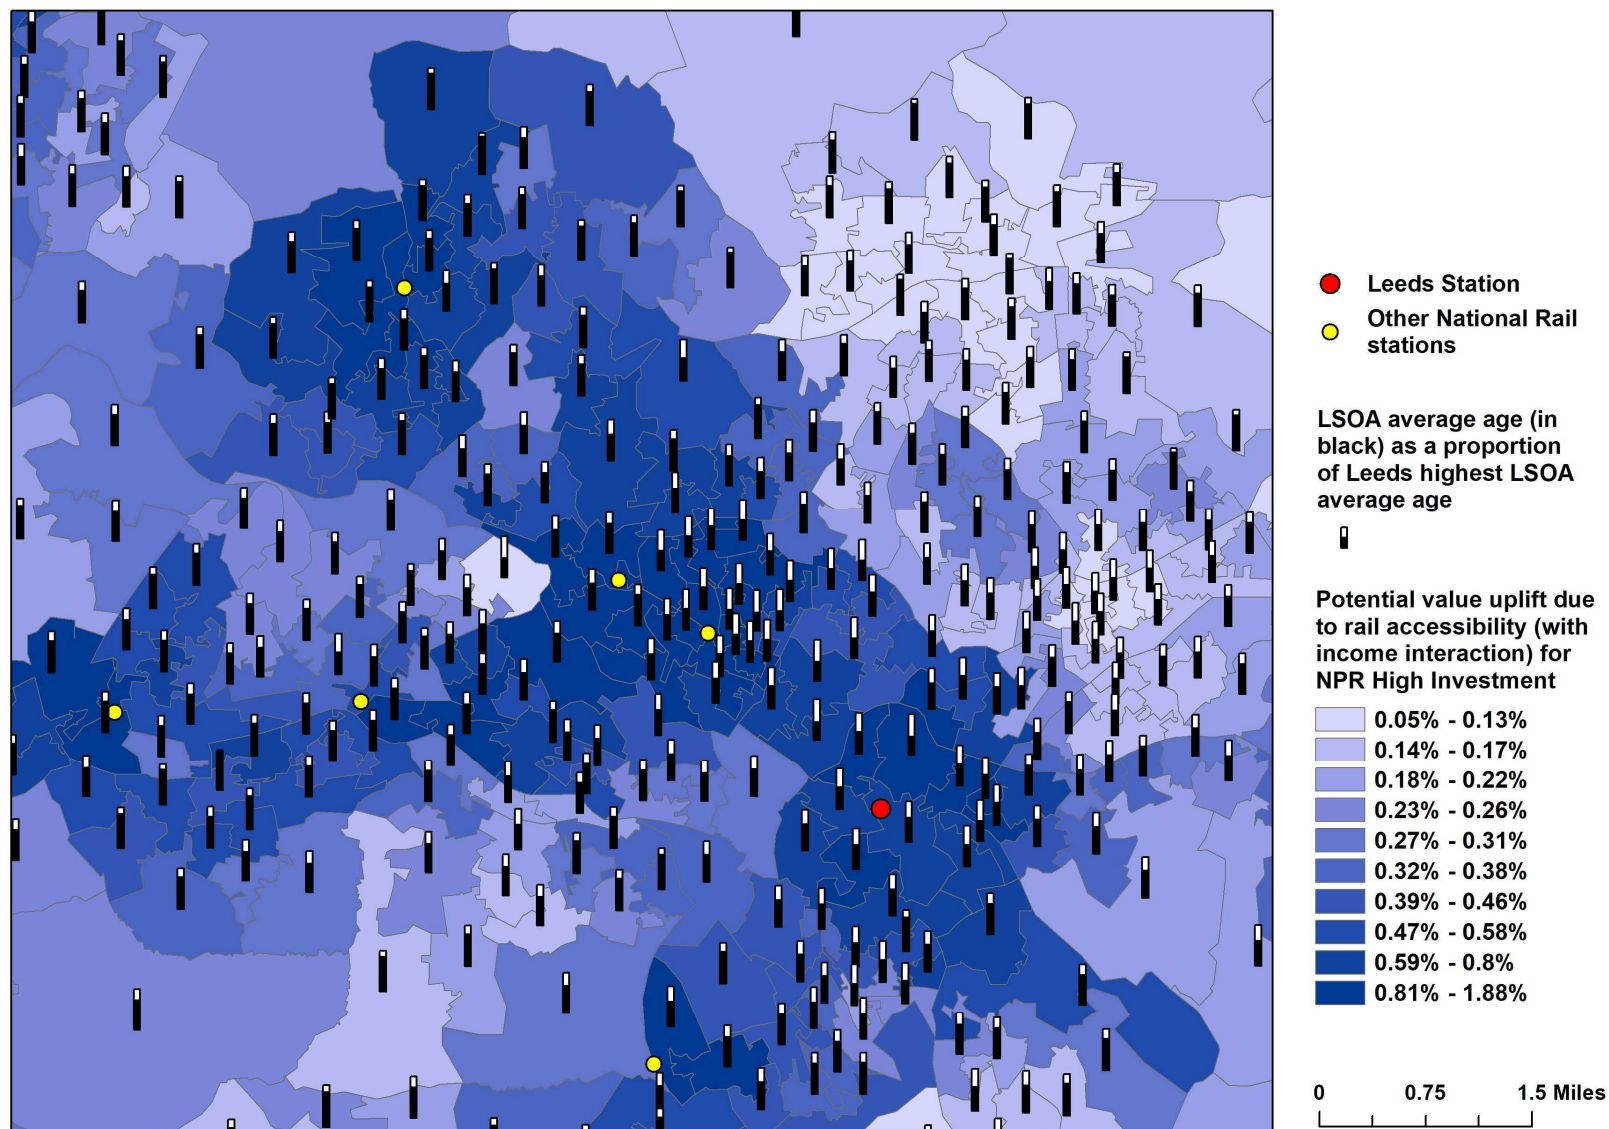 Leeds Station
Other National Rail
stations
LSOA average age (in
black) as a proportion
of Leeds highest LSOA
average age
Potential value uplift due
to rail accessibility (with
income interaction) for
NPR High Investment
0.05% - 0.13%
0.14% - 0.17%
0.18% - 0.22%
0.23% - 0.26%
0.27% - 0.31%
0.32% - 0.38%
0.39% - 0.46%
0.47% - 0.58%
0.59% - 0.8%
0.81% - 1.88%
0 0.75 1.5 Miles